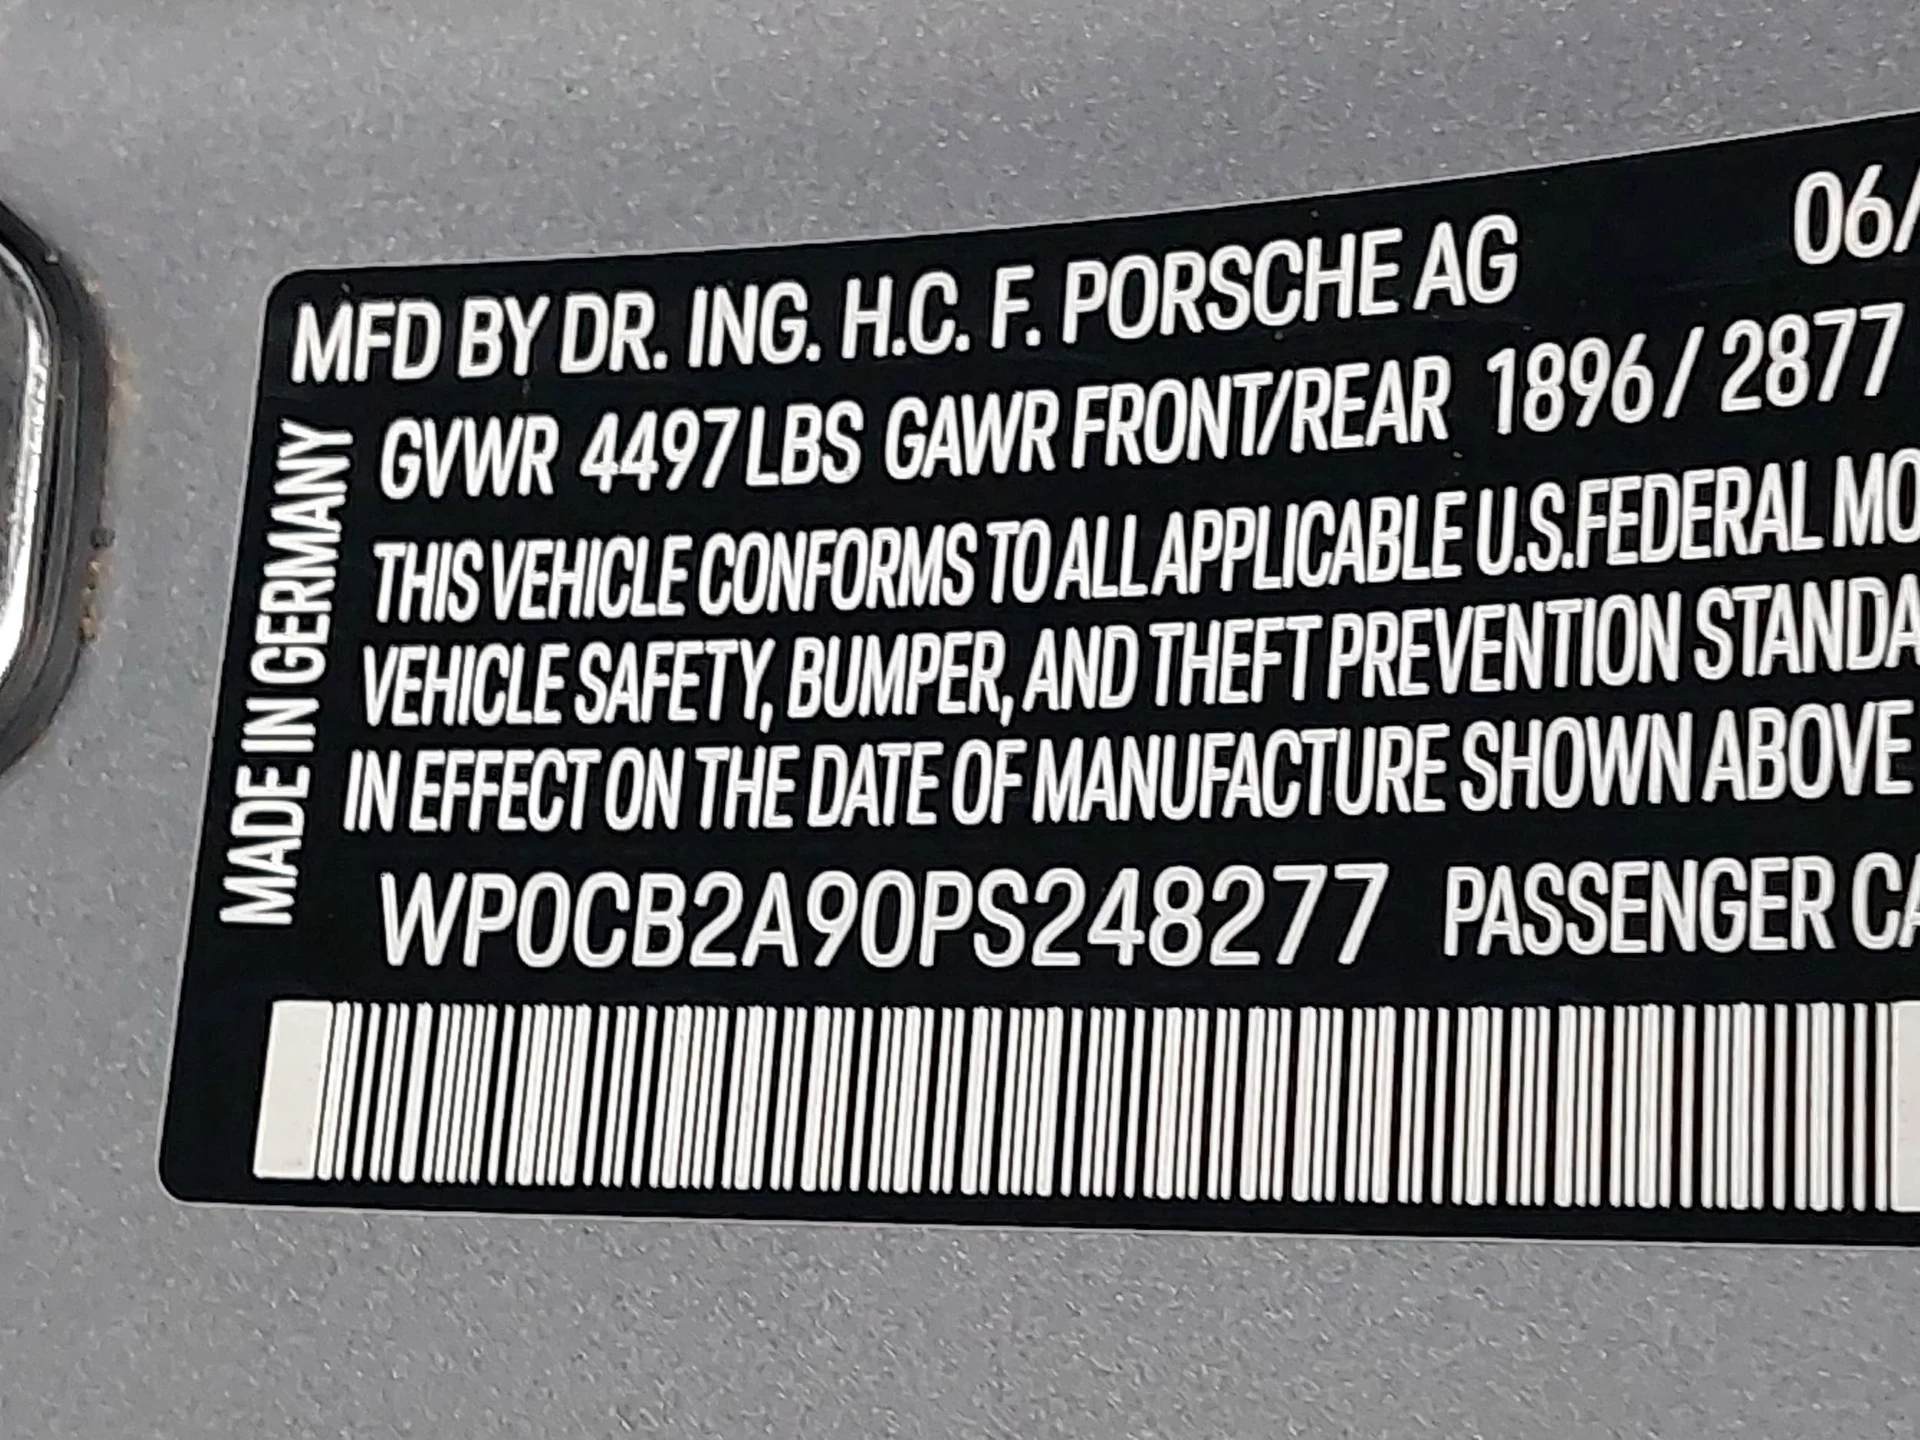 MFD BY DR. ING. H.C. F. PORSCHE AG 06/
GVWR 4497 LBS GAWR FRONT/REAR 1896 / 2877
THIS VEHICLE CONFORMS TO ALL APPLICABLE U.S.FEDERAL MO
VEHICLE SAFETY, BUMPER, AND THEFT PREVENTION STANDA
IN EFFECT ON THE DATE OF MANUFACTURE SHOWN ABOVE
WP0CB2A90PS248277 PASSENGER CA
MADE IN GERMANY